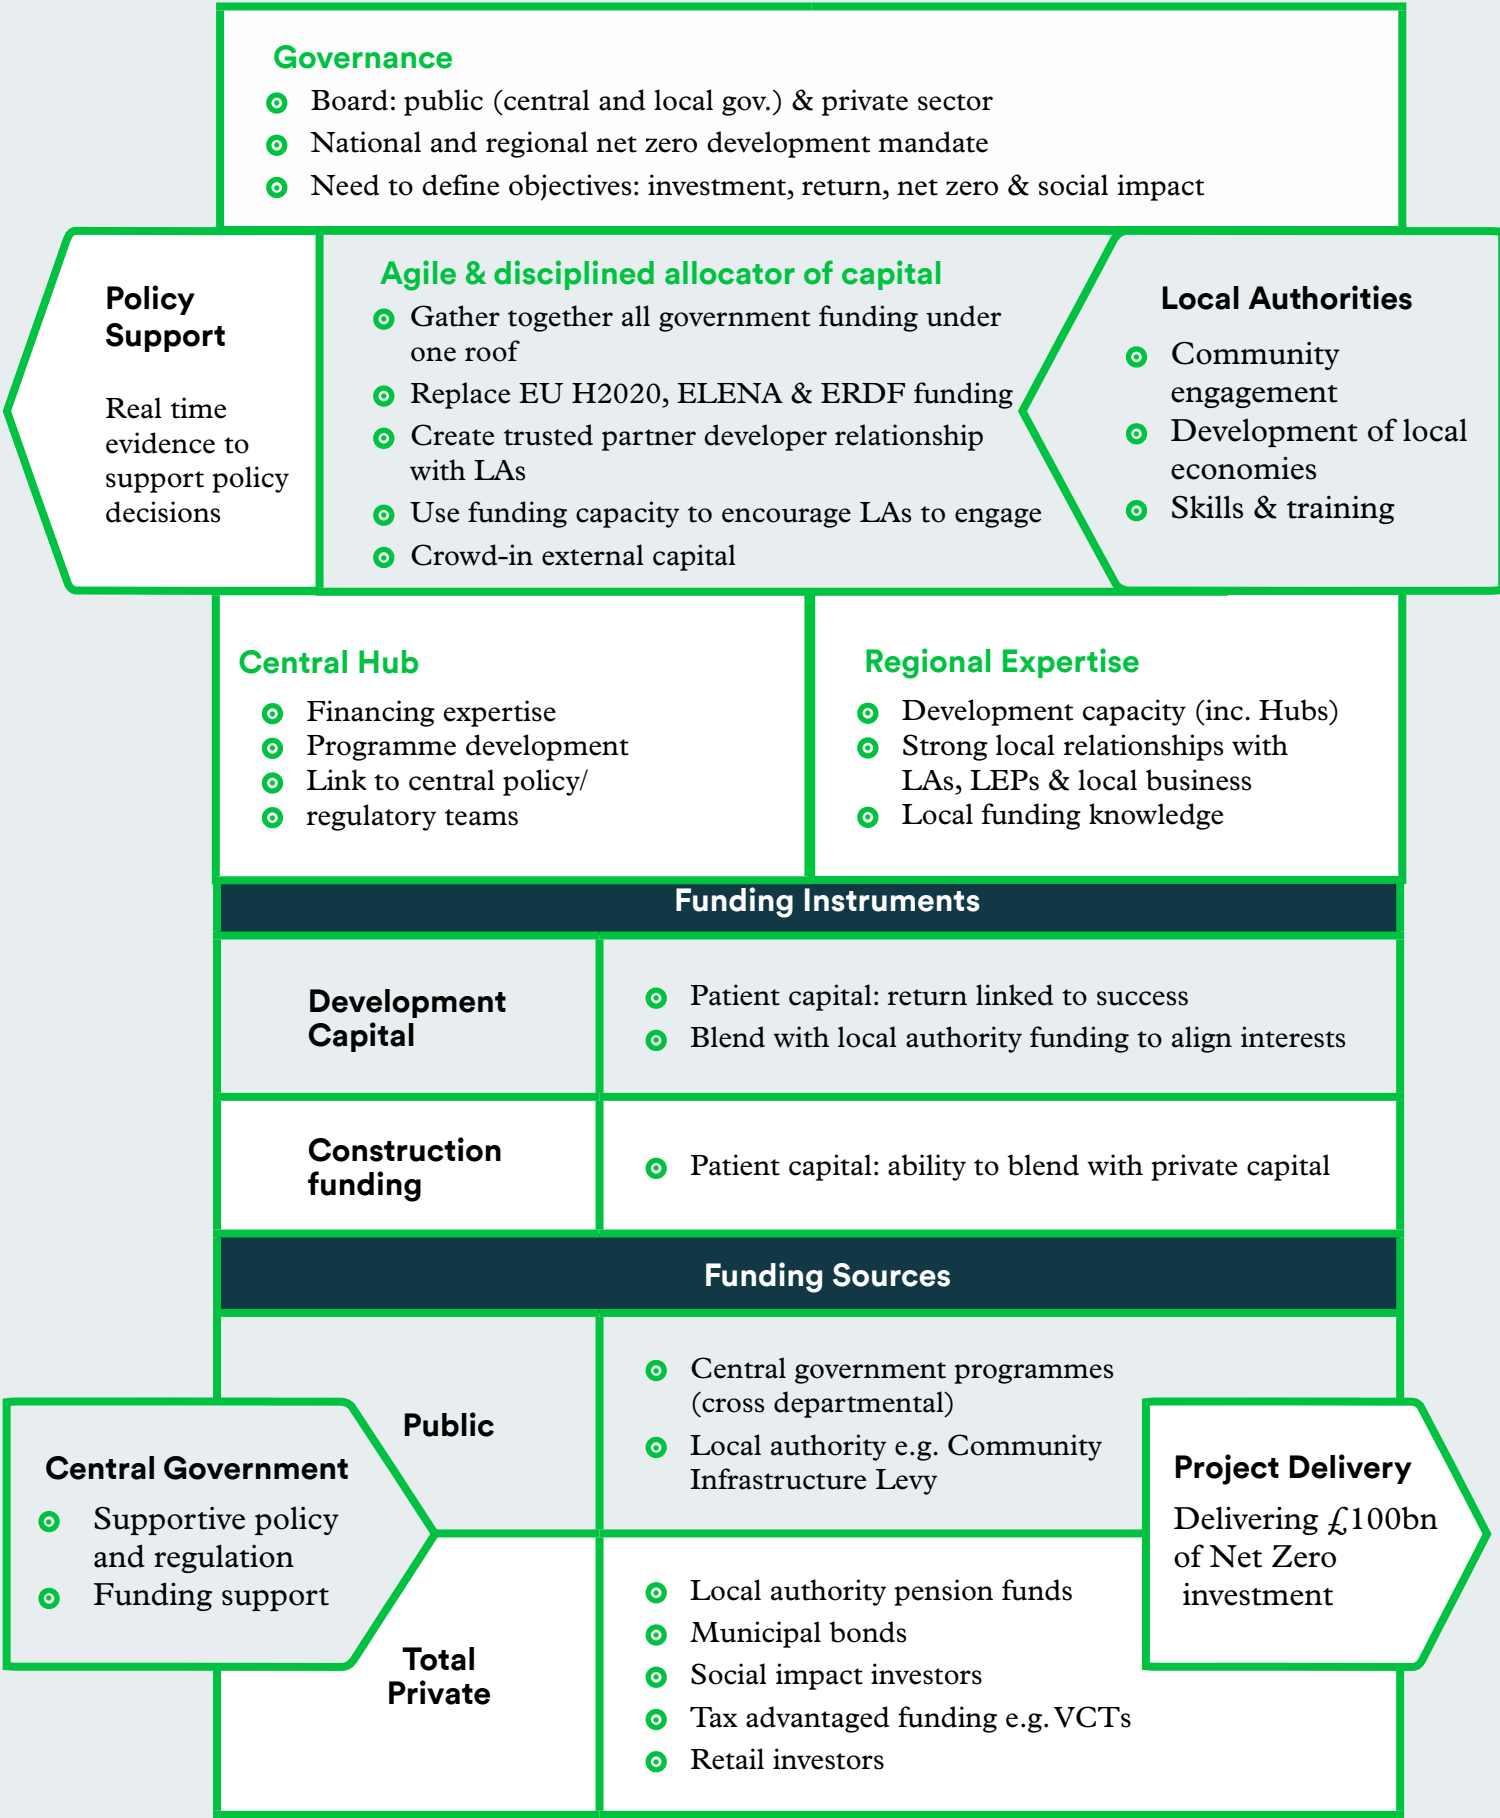 Governance
Board: public (central and local gov.) & private sector
National and regional net zero development mandate
Need to define objectives: investment, return, net zero & social impact
Policy
Support
Real time
evidence to
support policy
decisions
Agile & disciplined allocator of capital
Gather together all government funding under
one roof
Replace EU H2020, ELENA & ERDF funding
Create trusted partner developer relationship
with LAs
Use funding capacity to encourage LAs to engage
Crowd-in external capital
Local Authorities
Community
engagement
Development of local
economies
Skills & training
Central Hub
Financing expertise
Programme development
Link to central policy/
regulatory teams
Regional Expertise
Development capacity (inc. Hubs)
Strong local relationships with
LAs, LEPs & local business
Local funding knowledge
Funding Instruments
Development
Capital
Patient capital: return linked to success
Blend with local authority funding to align interests
Construction
funding
Patient capital: ability to blend with private capital
Funding Sources
Public
Central government programmes
(cross departmental)
Local authority e.g. Community
Infrastructure Levy
Central Government
Supportive policy
and regulation
Funding support
Project Delivery
Delivering £100bn
of Net Zero
investment
Total
Private
Local authority pension funds
Municipal bonds
Social impact investors
Tax advantaged funding e.g. VCTs
Retail investors